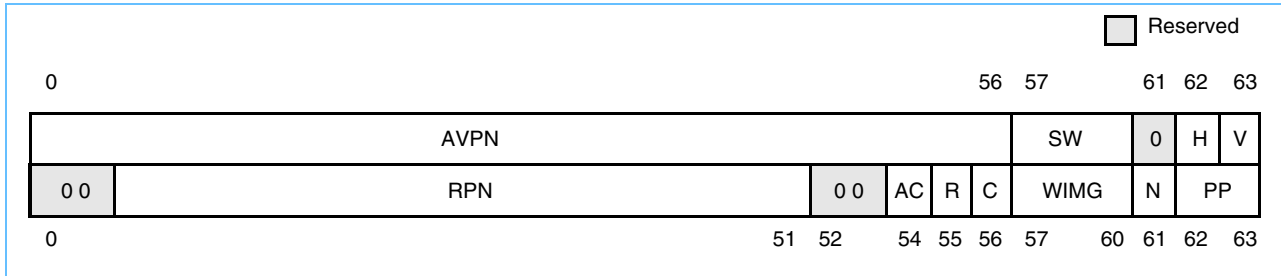 Reserved
0 56 57 61 62 63
AVPN SW 0 H V
0 0 RPN 0 0 AC R C WIMG N PP
0 51 52 54 55 56 57 60 61 62 63